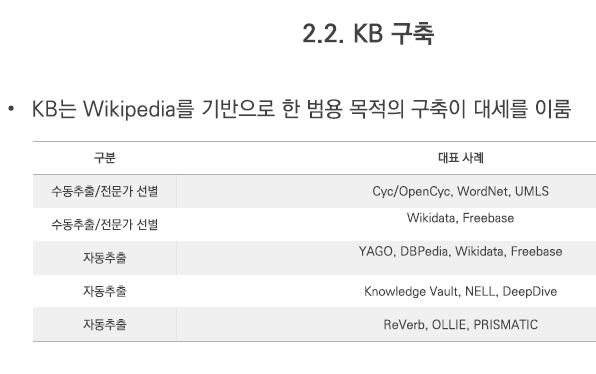 2.2. KB 구축
• KB는 Wikipedia를 기반으로 한 범용 목적의 구축이 대세를 이룸
구분 대표 사례
수동추출/전문가 선별 Cyc/OpenCyc, WordNet, UMLS
수동추출/전문가 선별 Wikidata, Freebase
자동추출 YAGO, DBPedia, Wikidata, Freebase
자동추출 Knowledge Vault, NELL, DeepDive
자동추출 ReVerb, OLLIE, PRISMATIC